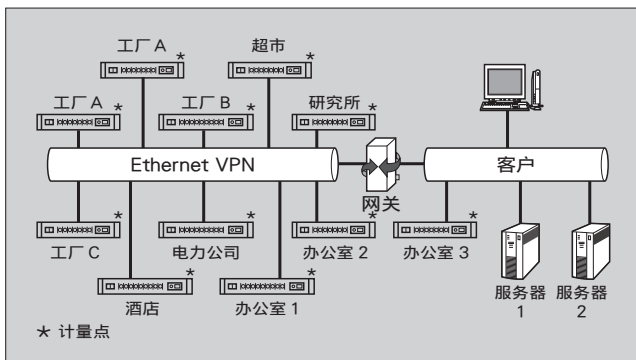 工厂 A *
超市 *
工厂 A *
工厂 B *
研究所 *
Ethernet VPN
客户
网关
*
*
*
*
工厂 C
电力公司
办公室 2
办公室 3
*
*
酒店
办公室 1
服务器
1
服务器
2
* 计量点